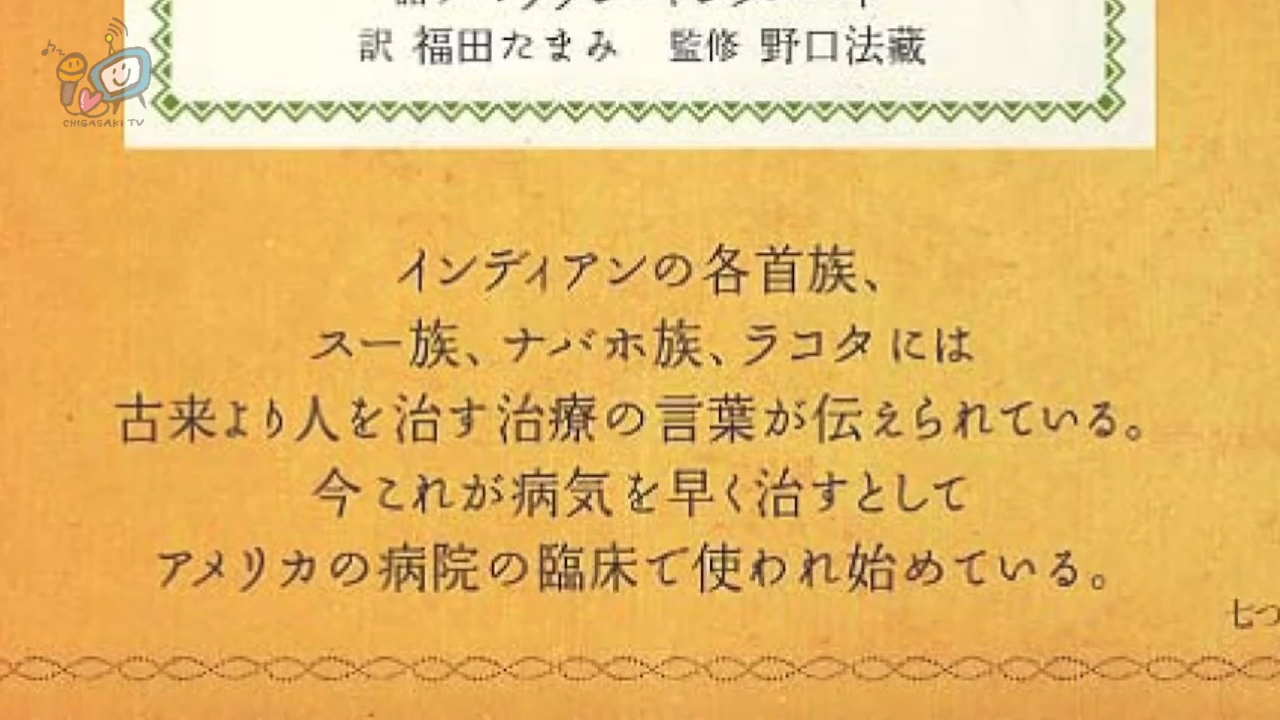 訳 福田たまみ　監修 野口法蔵
CHIGASAKI TV
インディアンの各首族、
スー族、ナバホ族、ラコタには
古来より人を治す治療の言葉が伝えられている。
今これが病気を早く治すとして
アメリカの病院の臨床で使われ始めている。
七つ